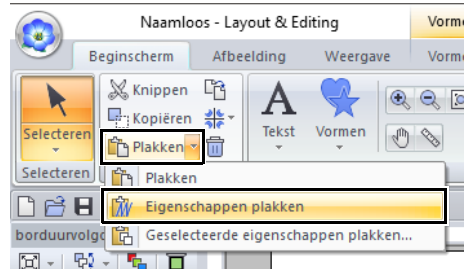 Naamloos - Layout & Editing
Vorme
Beginscherm Afbeelding Weergave Vorme
Knippen
Kopiëren
Plakken
Selecteren
Tekst Vormen
Selecteren
Plakken
Eigenschappen plakken
borduurvolgo
Geselecteerde eigenschappen plakken...